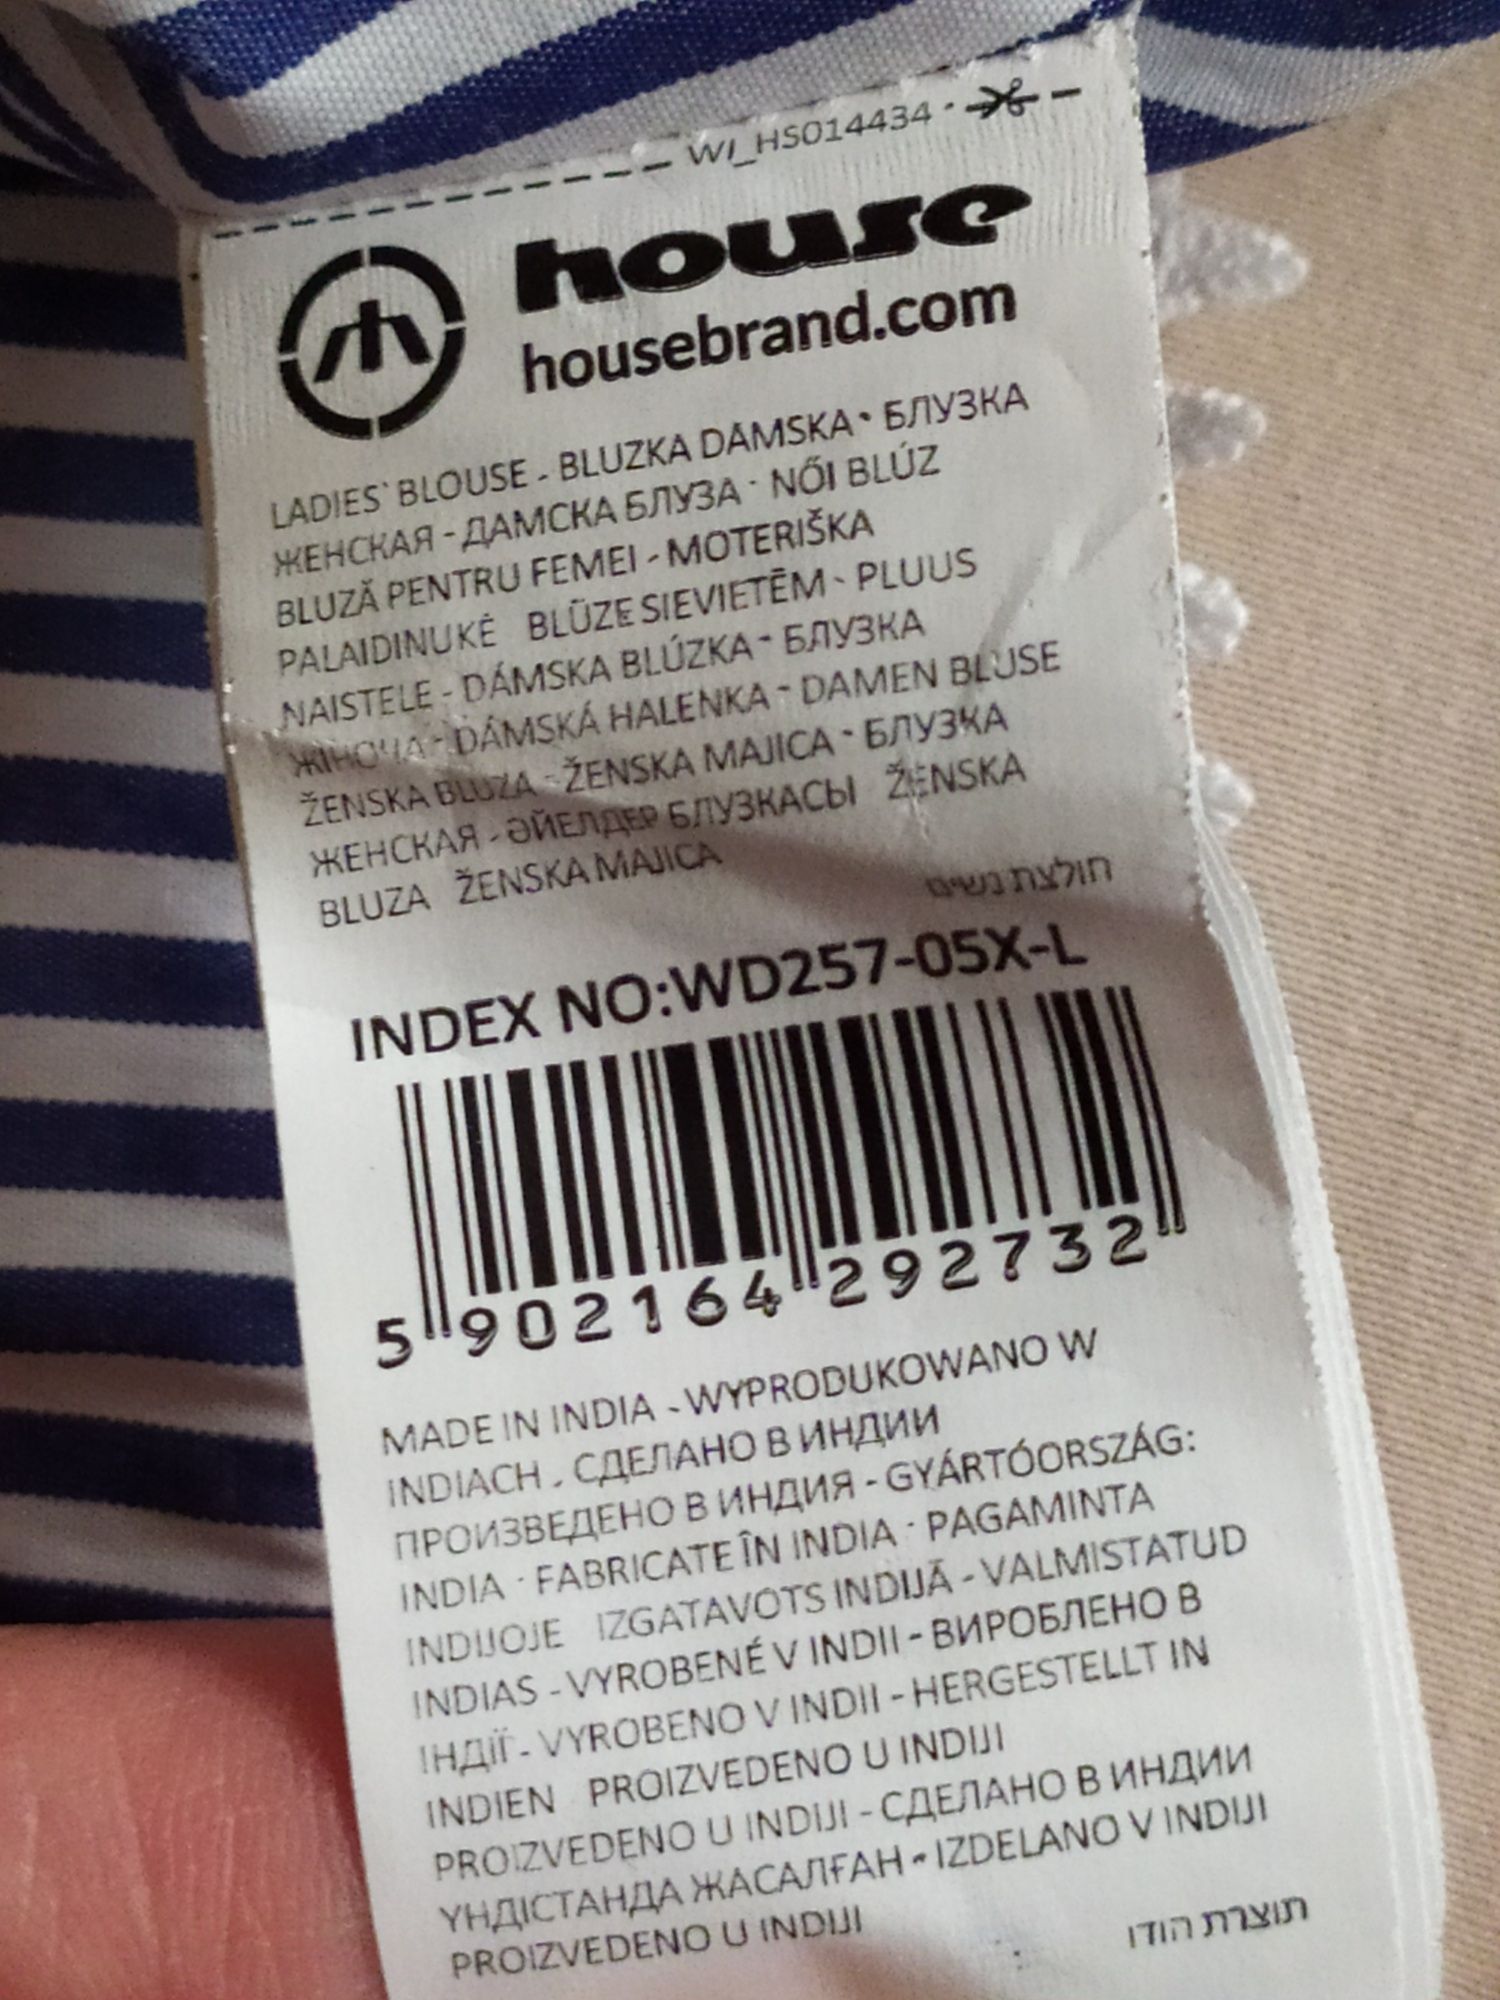 WI_HS014434
house
housebrand.com
LADIES' BLOUSE - BLUZKA DAMSKA - БЛУЗКА
ЖЕНСКАЯ - ДАМСКА БЛУЗА - NŐI BLÚZ
BLUZĂ PENTRU FEMEI - MOTERIŠKA
PALAIDINUKĖ BLŪZE SIEVIETĒM - PLUUS
NAISTELE - DÁMSKA BLÚZKA - БЛУЗКА
ЖІНОЧА - DÁMSKÁ HALENKA - DAMEN BLUSE
ŽENSKA BLUZA - ŽENSKA MAJICA - БЛУЗКА
ЖЕНСКАЯ - ӘЙЕЛДЕР БЛУЗКАСЫ ŽENSKA
BLUZA ŽENSKA MAJICA
חולצת נשים
INDEX NO:WD257-05X-L
5 902164 292732
MADE IN INDIA - WYPRODUKOWANO W
INDIACH - СДЕЛАНО В ИНДИИ
ПРОИЗВЕДЕНО В ИНДИЯ - GYÁRTÓORSZÁG:
INDIA - FABRICATE ÎN INDIA - PAGAMINTA
INDIJOJE IZGATAVOTS INDIJĀ - VALMISTATUD
INDIAS - VYROBENÉ V INDII - ВИРОБЛЕНО В
ІНДІЇ - VYROBENO V INDII - HERGESTELLT IN
INDIEN PROIZVEDENO U INDIJI
PROIZVEDENO U INDIJI - СДЕЛАНО В ИНДИИ
ҮНДІСТАНДА ЖАСАЛҒАН - IZDELANO V INDIJI
PROIZVEDENO U INDIJI
תוצרת הודו